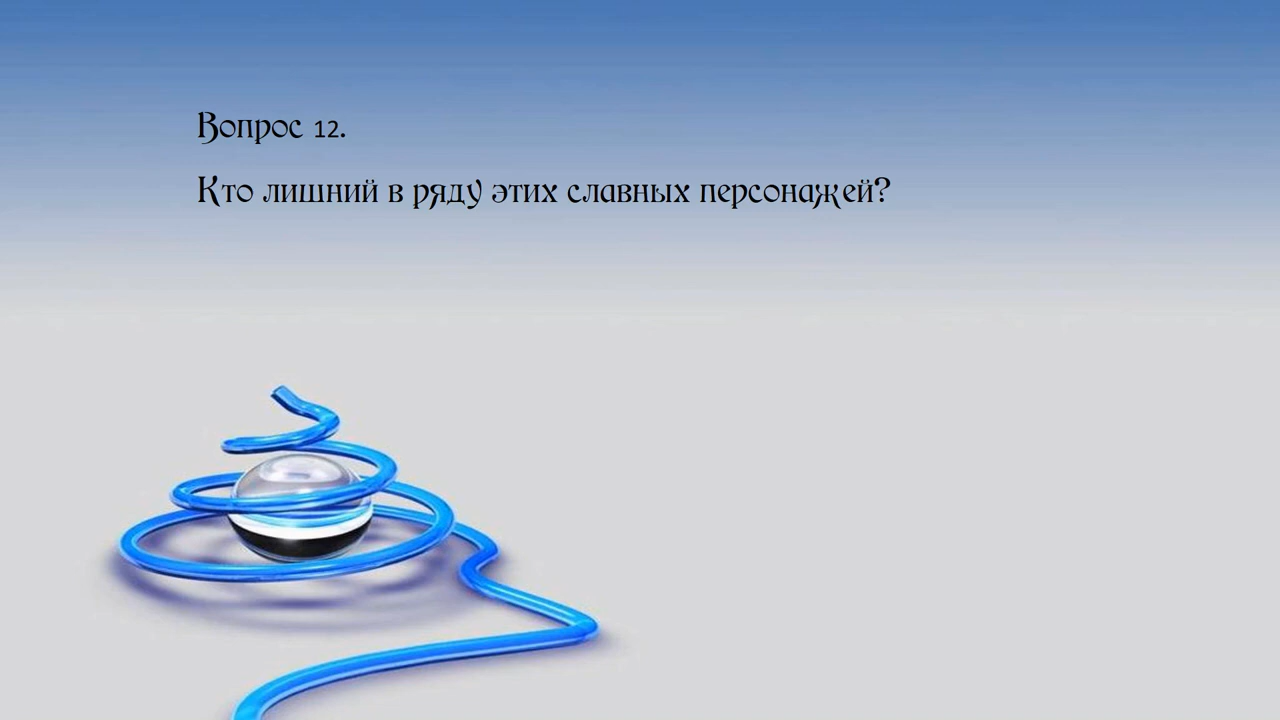 Вопрос 12.
Кто лишний в ряду этих славных персонажей?